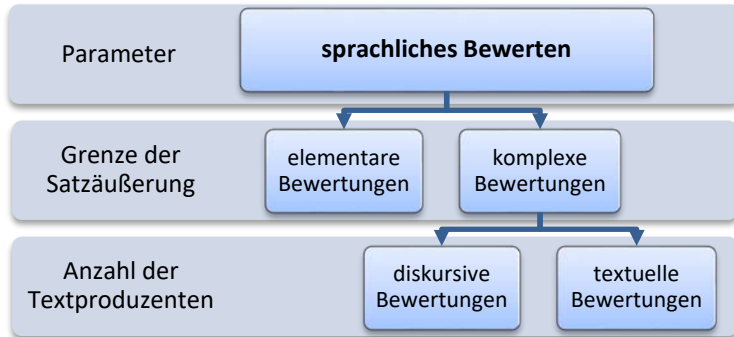 Parameter
sprachliches Bewerten
Grenze der
Satzäußerung
elementare
Bewertungen
komplexe
Bewertungen
Anzahl der
Textproduzenten
diskursive
Bewertungen
textuelle
Bewertungen